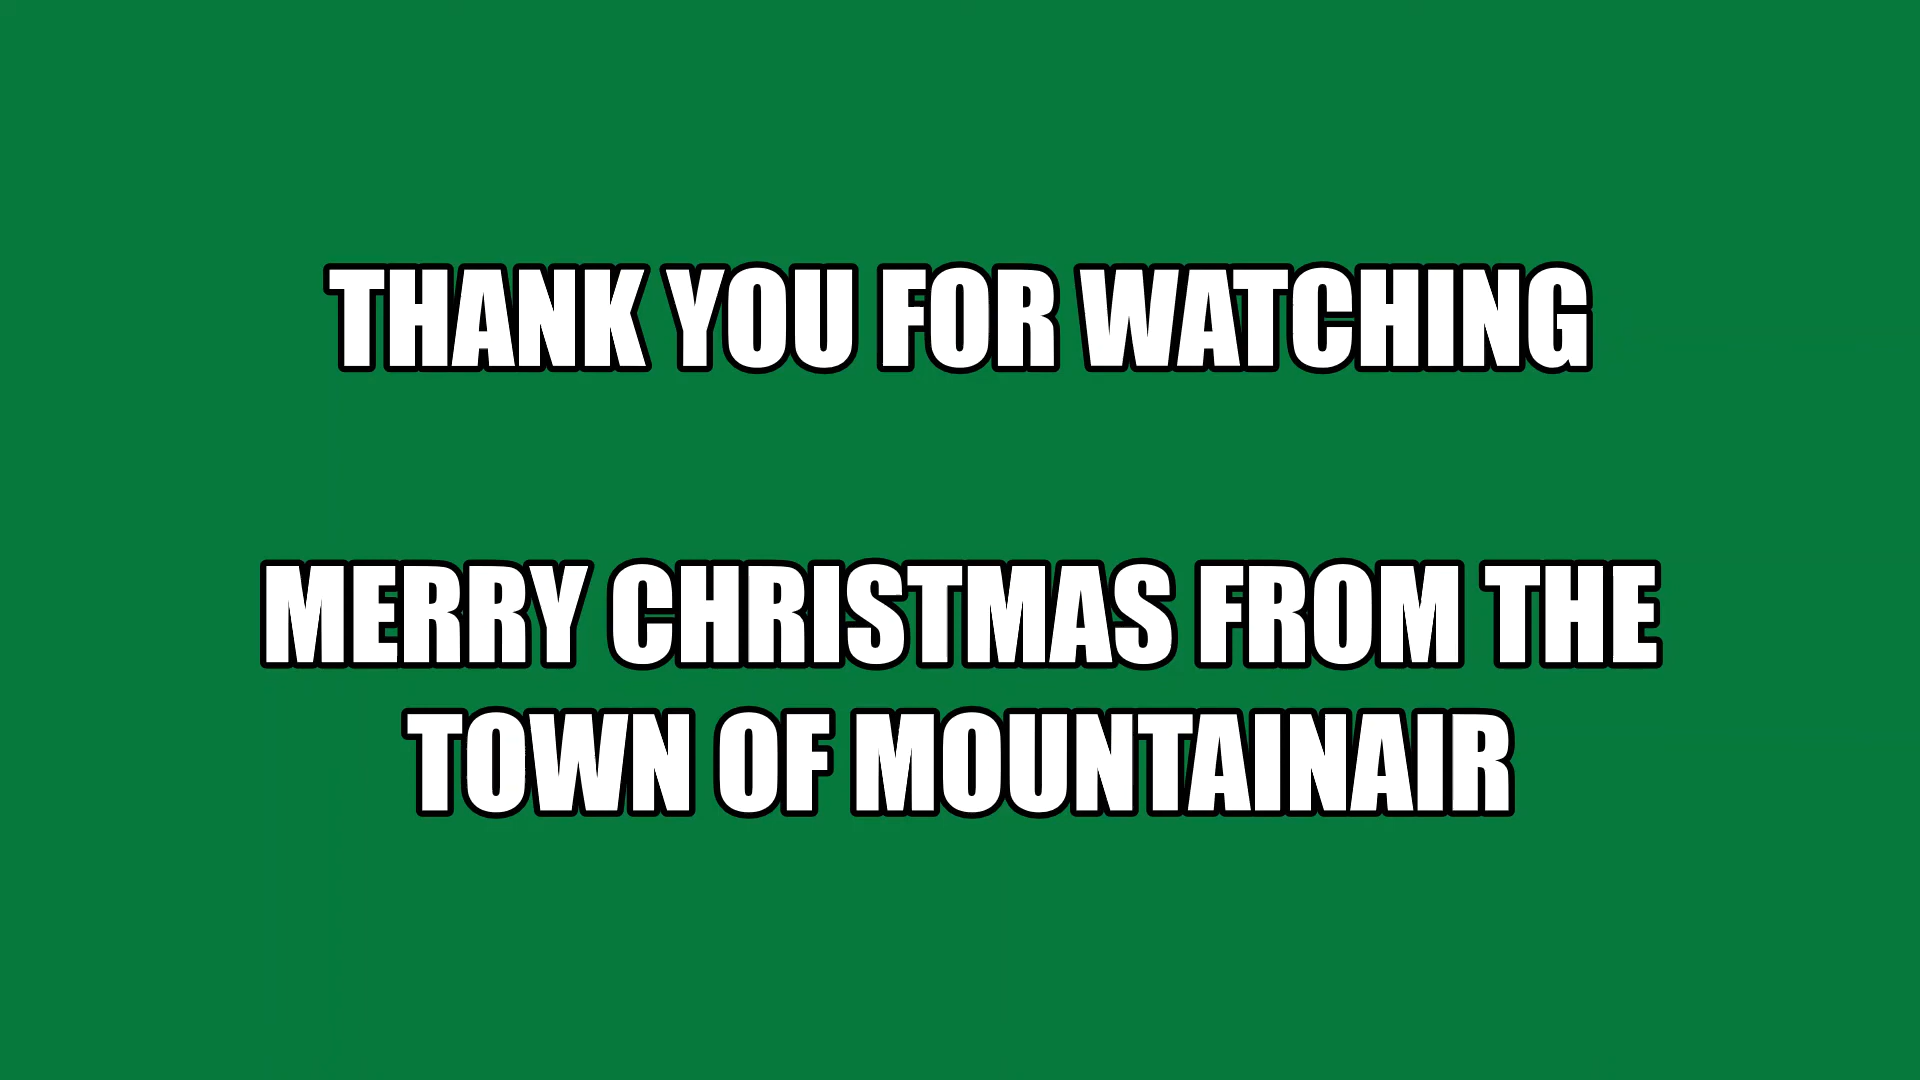 THANK YOU FOR WATCHING
MERRY CHRISTMAS FROM THE
TOWN OF MOUNTAINAIR